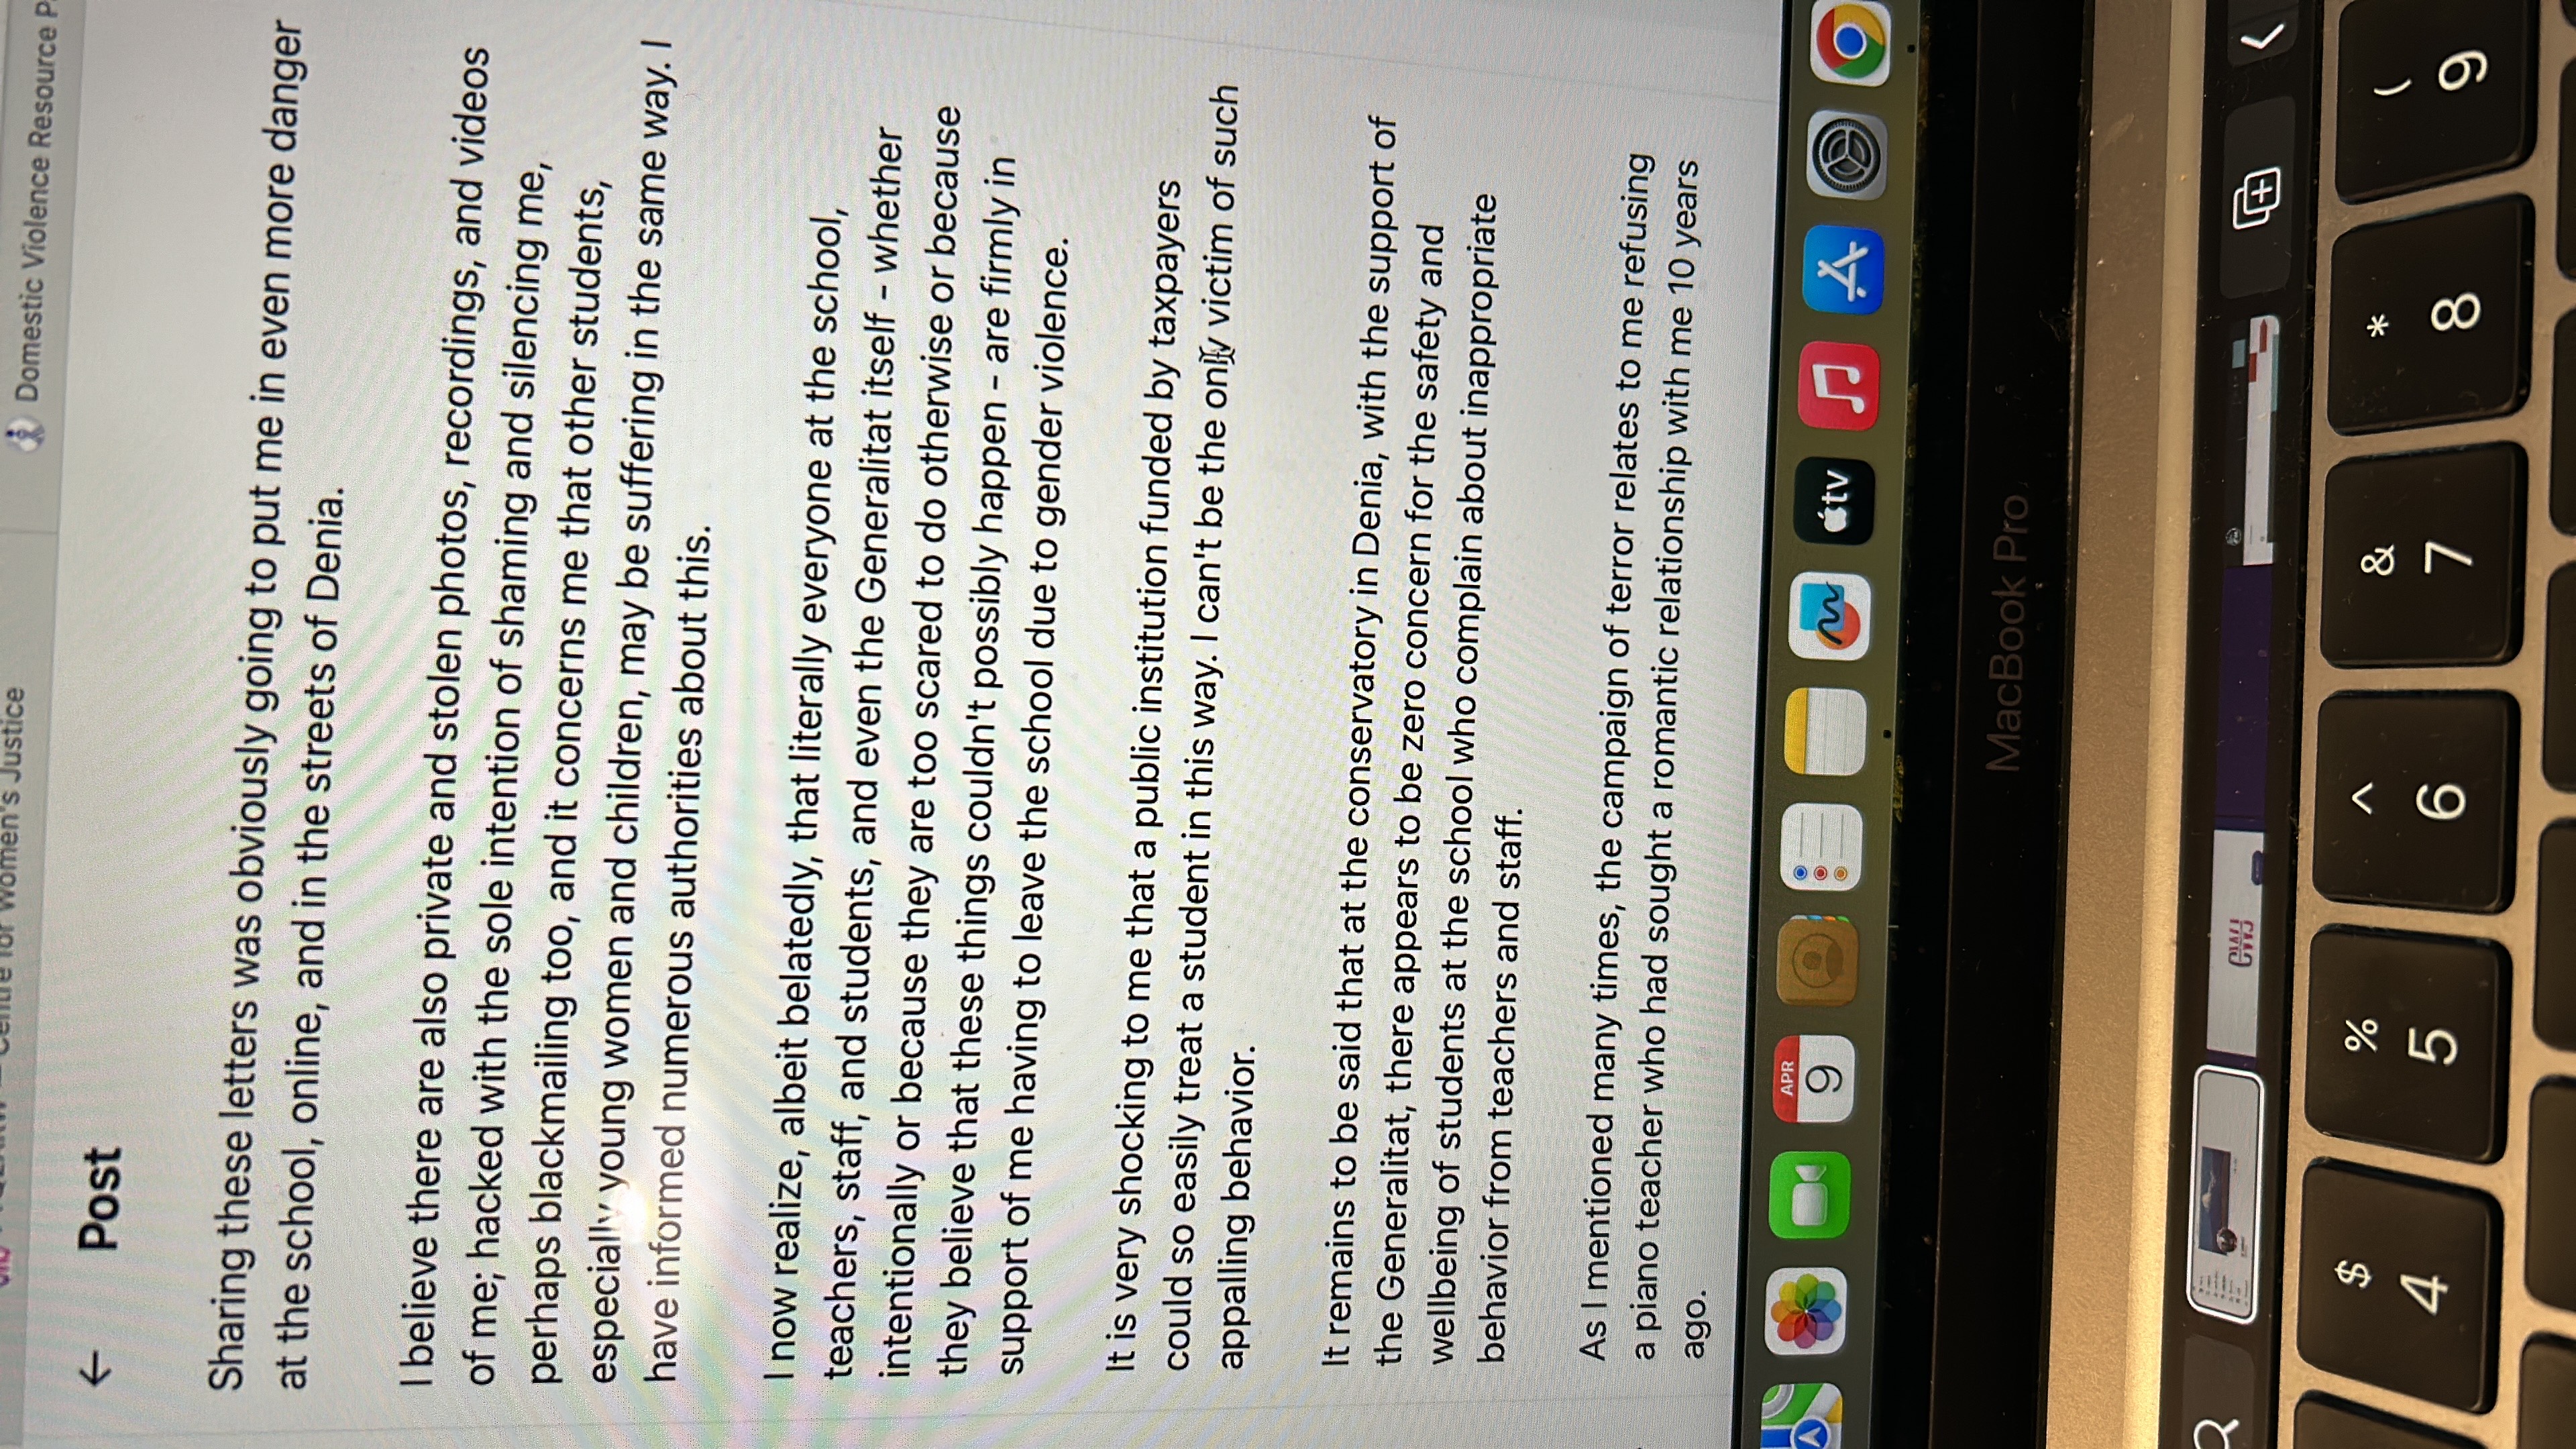 Centre for Women's Justice
Domestic Violence Resource P
Post
Sharing these letters was obviously going to put me in even more danger
at the school, online, and in the streets of Denia.
I believe there are also private and stolen photos, recordings, and videos
of me; hacked with the sole intention of shaming and silencing me,
perhaps blackmailing too, and it concerns me that other students,
especially young women and children, may be suffering in the same way. I
have informed numerous authorities about this.
I now realize, albeit belatedly, that literally everyone at the school,
teachers, staff, and students, and even the Generalitat itself - whether
intentionally or because they are too scared to do otherwise or because
they believe that these things couldn't possibly happen - are firmly in
support of me having to leave the school due to gender violence.
It is very shocking to me that a public institution funded by taxpayers
could so easily treat a student in this way. I can't be the only victim of such
appalling behavior.
It remains to be said that at the conservatory in Denia, with the support of
the Generalitat, there appears to be zero concern for the safety and
wellbeing of students at the school who complain about inappropriate
behavior from teachers and staff.
As I mentioned many times, the campaign of terror relates to me refusing
a piano teacher who had sought a romantic relationship with me 10 years
ago.
APR
9
tv
MacBook Pro
CWJ
$ % ^ & * (
4 5 6 7 8 9